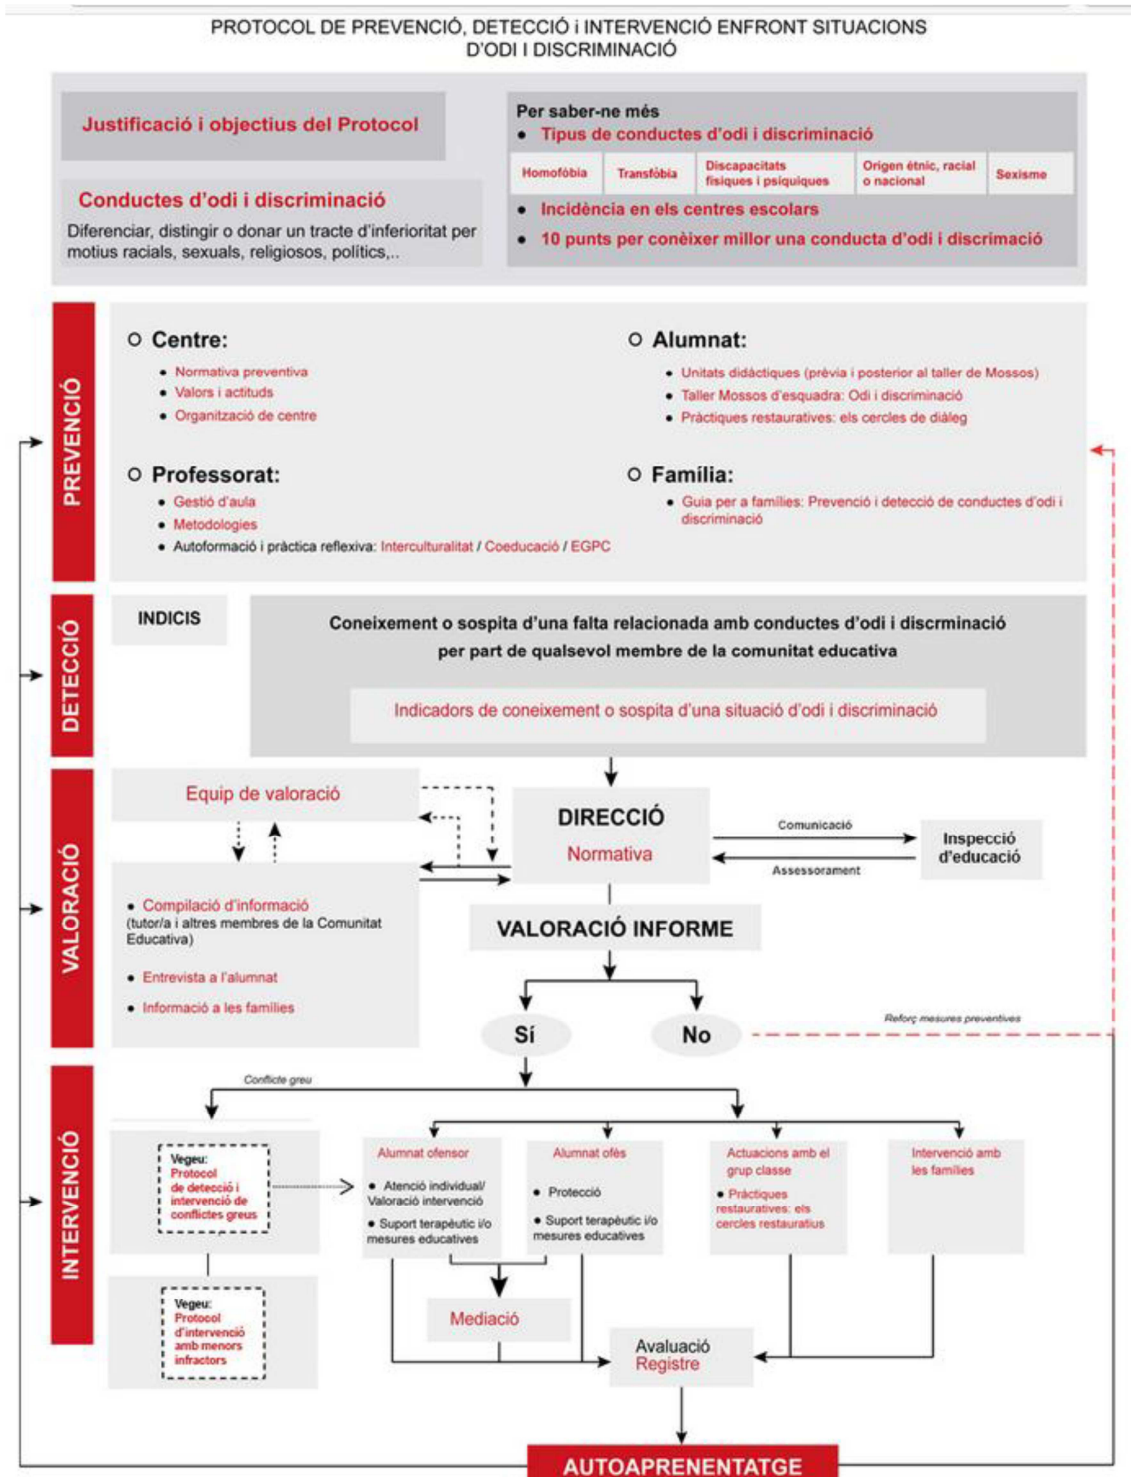 PROTOCOL DE PREVENCIÓ, DETECCIÓ i INTERVENCIÓ ENFRONT SITUACIONS
D'ODI I DISCRIMINACIÓ
Justificació i objectius del Protocol
Conductes d'odi i discriminació
Diferenciar, distingir o donar un tracte d'inferioritat per
motius racials, sexuals, religiosos, polítics,..
Per saber-ne més
• Tipus de conductes d'odi i discriminació
Homofòbia
Transfòbia
Discapacitats
físiques i psíquiques
Origen ètnic, racial
o nacional
Sexisme
• Incidència en els centres escolars
• 10 punts per conèixer millor una conducta d'odi i discrimació
PREVENCIÓ
Centre:
• Normativa preventiva
• Valors i actituds
• Organització de centre
Alumnat:
• Unitats didàctiques (prèvia i posterior al taller de Mossos)
• Taller Mossos d'esquadra: Odi i discriminació
• Pràctiques restauratives: els cercles de diàleg
Professorat:
• Gestió d'aula
• Metodologies
• Autoformació i pràctica reflexiva: Interculturalitat / Coeducació / EGPC
Família:
• Guia per a famílies: Prevenció i detecció de conductes d'odi i
discriminació
DETECCIÓ
INDICIS
Coneixement o sospita d'una falta relacionada amb conductes d'odi i discrminació
per part de qualsevol membre de la comunitat educativa
Indicadors de coneixement o sospita d'una situació d'odi i discriminació
VALORACIÓ
Equip de valoració
• Compilació d'informació
(tutor/a i altres membres de la Comunitat
Educativa)
• Entrevista a l'alumnat
• Informació a les famílies
DIRECCIÓ
Normativa
Comunicació
Assessorament
Inspecció
d'educació
VALORACIÓ INFORME
Sí
No
Reforç mesures preventives
INTERVENCIÓ
Conflicte greu
Vegeu:
Protocol
de detecció i
intervenció de
conflictes greus
Vegeu:
Protocol
d'intervenció
amb menors
infractors
Alumnat ofensor
• Atenció individual/
Valoració intervenció
• Suport terapèutic i/o
mesures educatives
Alumnat ofès
• Protecció
• Suport terapèutic i/o
mesures educatives
Actuacions amb el
grup classe
• Pràctiques
restauratives: els
cercles restauratius
Intervenció amb
les famílies
Mediació
Avaluació
Registre
AUTOAPRENENTATGE